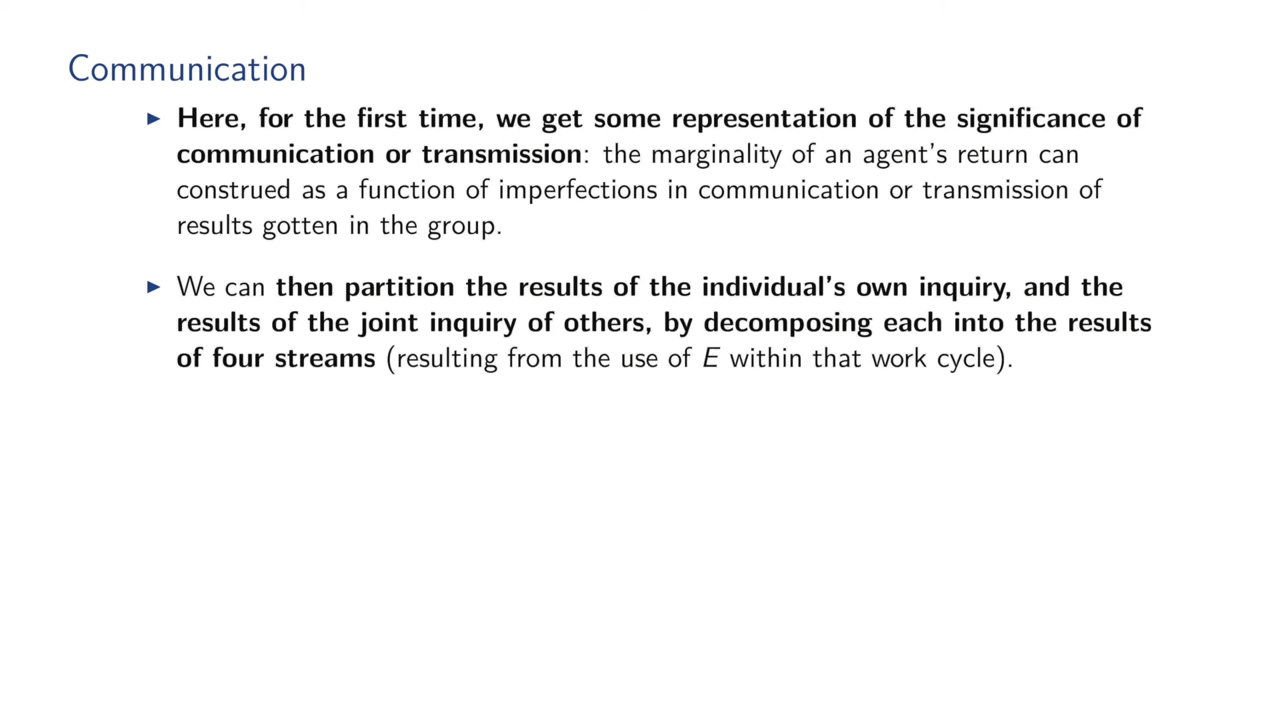 Communication
▶ Here, for the first time, we get some representation of the significance of
communication or transmission: the marginality of an agent's return can
construed as a function of imperfections in communication or transmission of
results gotten in the group.
▶ We can then partition the results of the individual's own inquiry, and the
results of the joint inquiry of others, by decomposing each into the results
of four streams (resulting from the use of E within that work cycle).